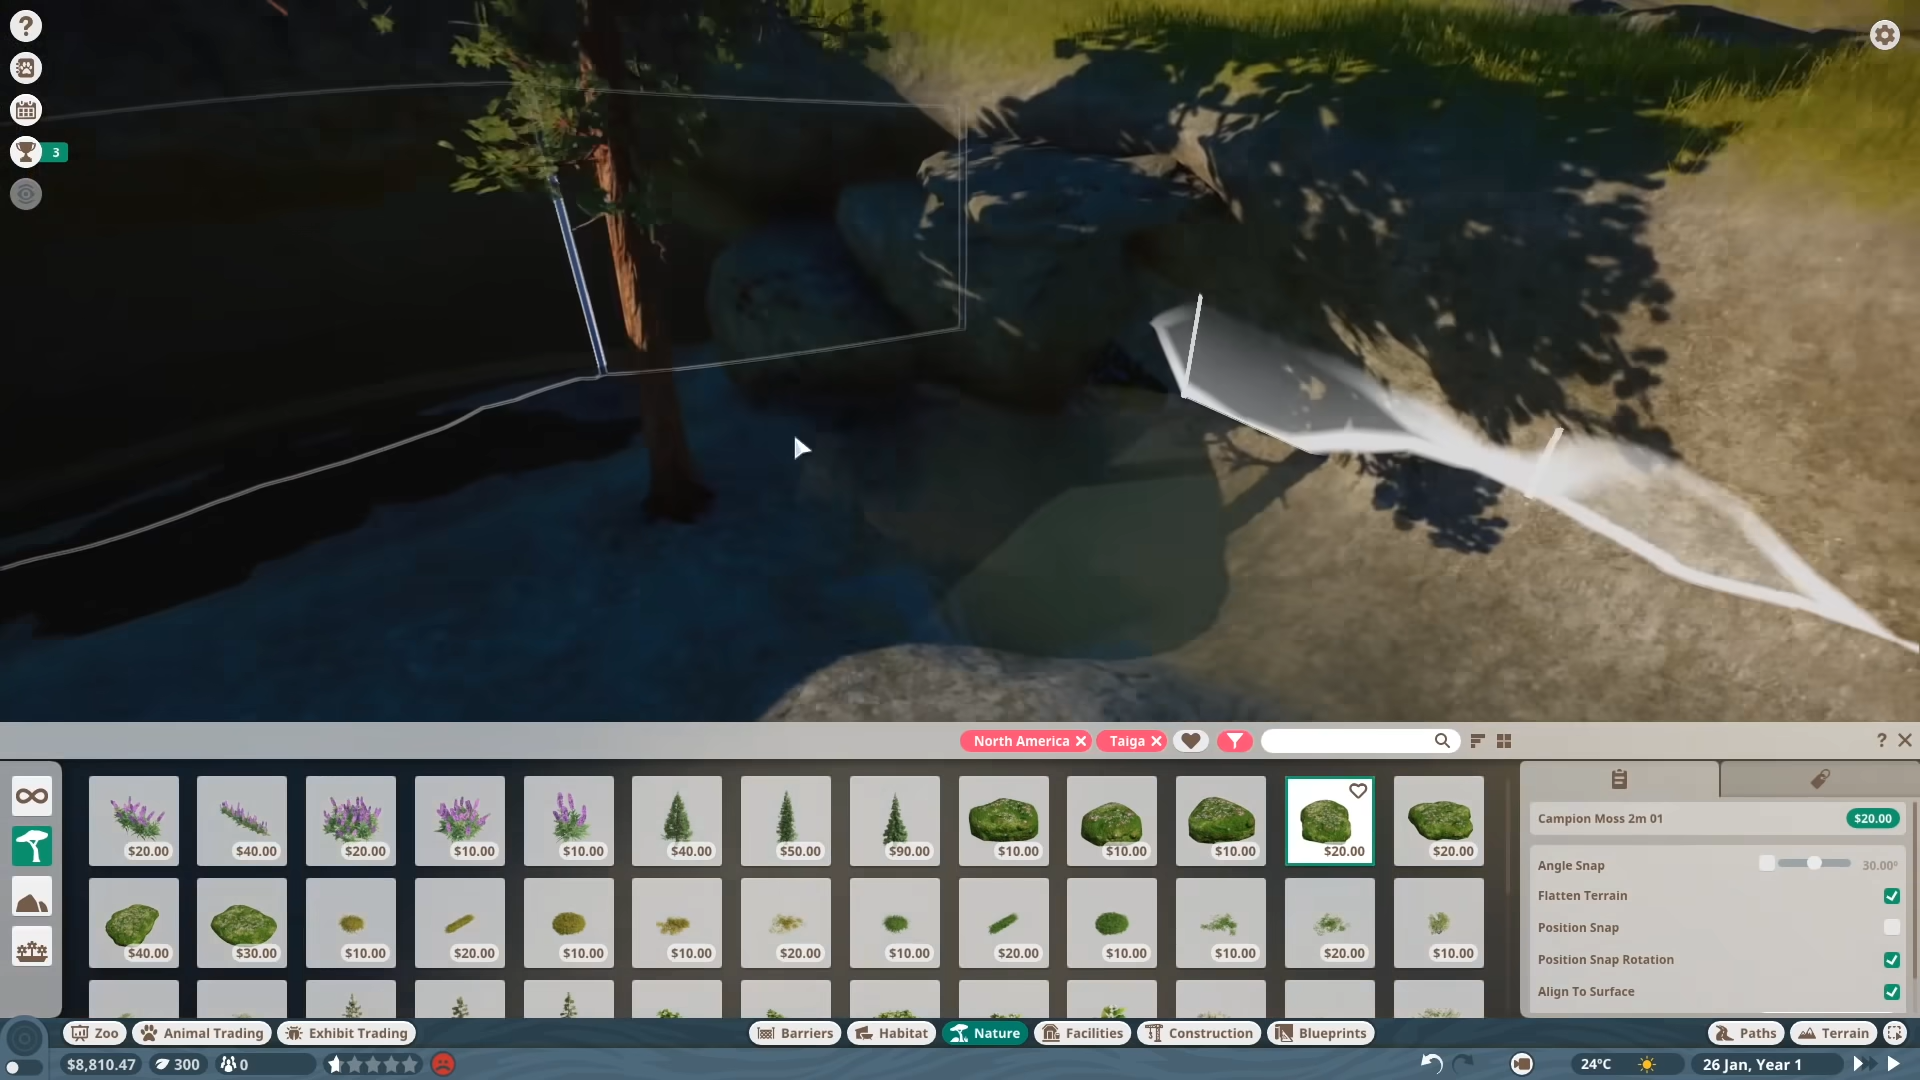 3
North America ✕ Taiga ✕
?
$20.00 $40.00 $20.00 $10.00 $10.00 $40.00 $50.00 $90.00 $10.00 $10.00 $10.00 $20.00 $20.00
$40.00 $30.00 $10.00 $20.00 $10.00 $10.00 $20.00 $10.00 $20.00 $10.00 $10.00 $20.00 $10.00
Campion Moss 2m 01 $20.00
Angle Snap 30.00°
Flatten Terrain
Position Snap
Position Snap Rotation
Align To Surface
Zoo Animal Trading Exhibit Trading Barriers Habitat Nature Facilities Construction Blueprints Paths Terrain
$8,810.47 300 0 24°C 26 Jan, Year 1